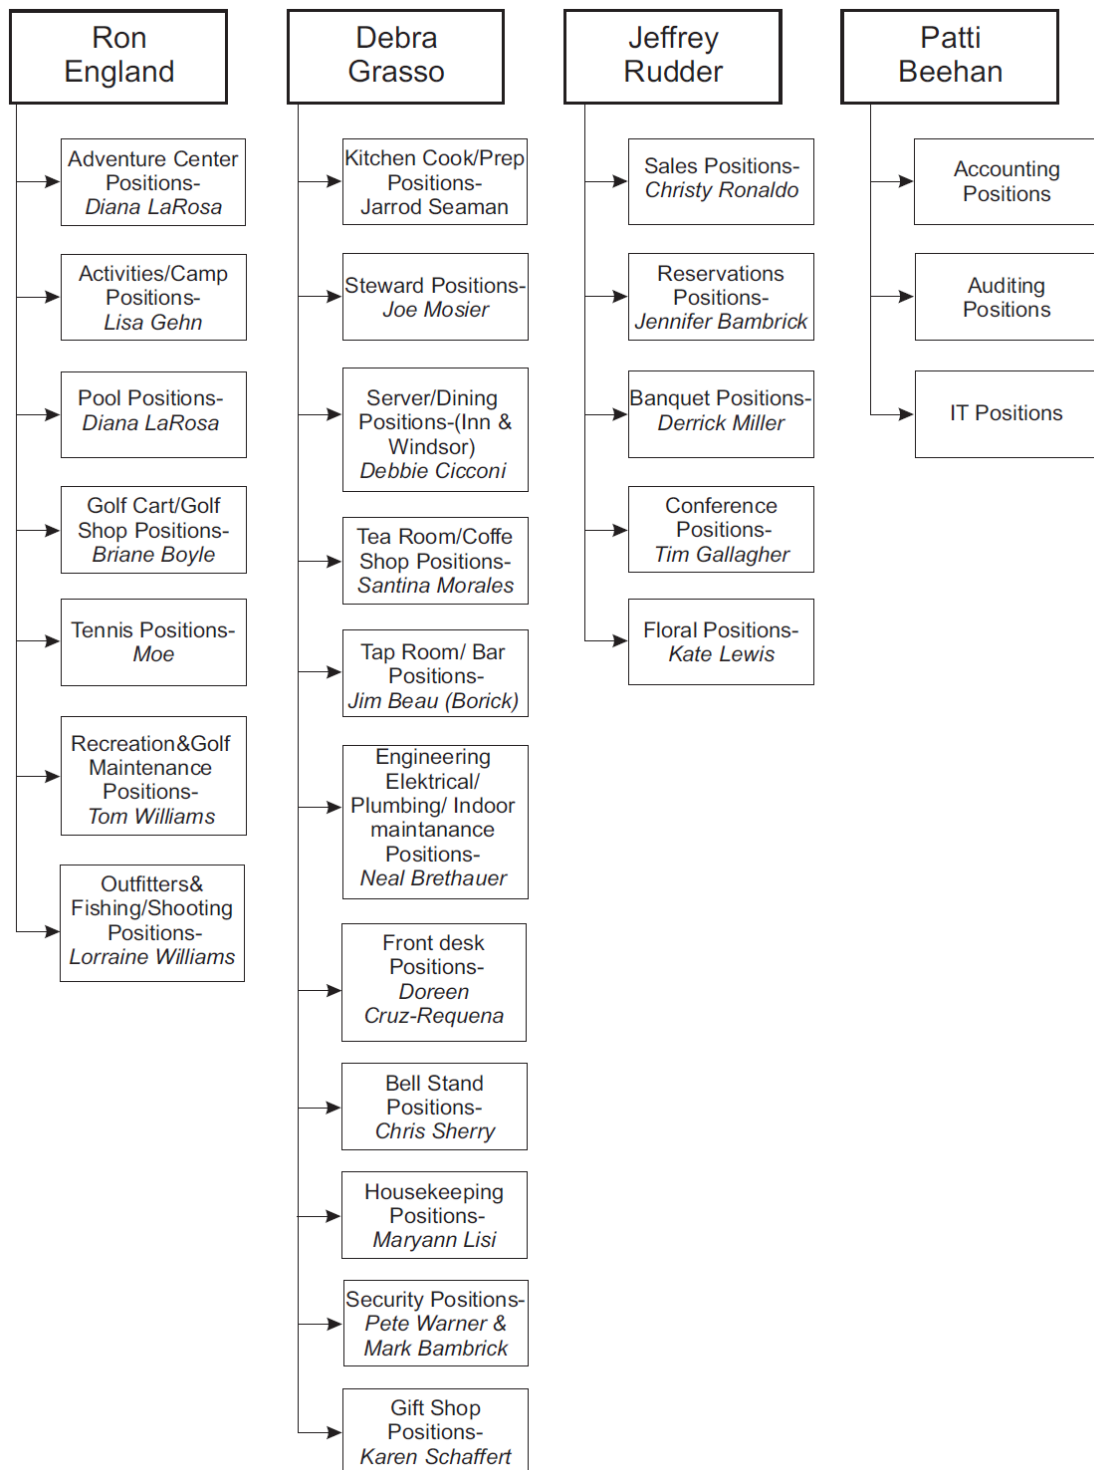 Ron
England
Adventure Center
Positions-
Diana LaRosa
Activities/Camp
Positions-
Lisa Gehn
Pool Positions-
Diana LaRosa
Golf Cart/Golf
Shop Positions-
Briane Boyle
Tennis Positions-
Moe
Recreation&Golf
Maintenance
Positions-
Tom Williams
Outfitters&
Fishing/Shooting
Positions-
Lorraine Williams
Debra
Grasso
Kitchen Cook/Prep
Positions-
Jarrod Seaman
Steward Positions-
Joe Mosier
Server/Dining
Positions-(Inn &
Windsor)
Debbie Cicconi
Tea Room/Coffe
Shop Positions-
Santina Morales
Tap Room/ Bar
Positions-
Jim Beau (Borick)
Engineering
Elektrical/
Plumbing/ Indoor
maintanance
Positions-
Neal Brethauer
Front desk
Positions-
Doreen
Cruz-Requena
Bell Stand
Positions-
Chris Sherry
Housekeeping
Positions-
Maryann Lisi
Security Positions-
Pete Warner &
Mark Bambrick
Gift Shop
Positions-
Karen Schaffert
Jeffrey
Rudder
Sales Positions-
Christy Ronaldo
Reservations
Positions-
Jennifer Bambrick
Banquet Positions-
Derrick Miller
Conference
Positions-
Tim Gallagher
Floral Positions-
Kate Lewis
Patti
Beehan
Accounting
Positions
Auditing
Positions
IT Positions